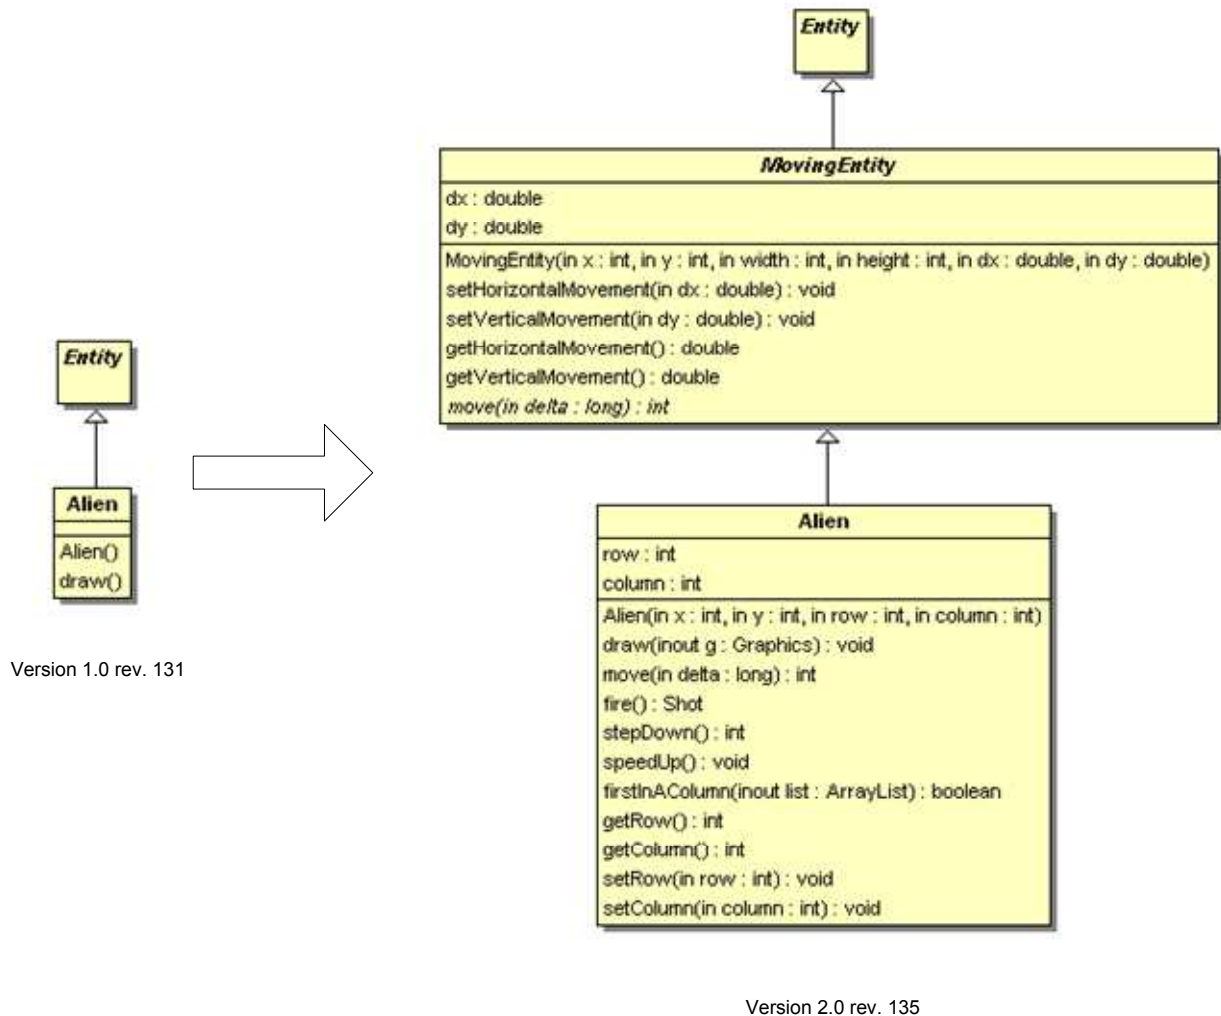 Entity
Alien
Alien()
draw()
Version 1.0 rev. 131
Entity
MovingEntity
dx : double
dy : double
MovingEntity(in x : int, in y : int, in width : int, in height : int, in dx : double, in dy : double)
setHorizontalMovement(in dx : double) : void
setVerticalMovement(in dy : double) : void
getHorizontalMovement() : double
getVerticalMovement() : double
move(in delta : long) : int
Alien
row : int
column : int
Alien(in x : int, in y : int, in row : int, in column : int)
draw(inout g : Graphics) : void
move(in delta : long) : int
fire() : Shot
stepDown() : int
speedUp() : void
firstInAColumn(inout list : ArrayList) : boolean
getRow() : int
getColumn() : int
setRow(in row : int) : void
setColumn(in column : int) : void
Version 2.0 rev. 135